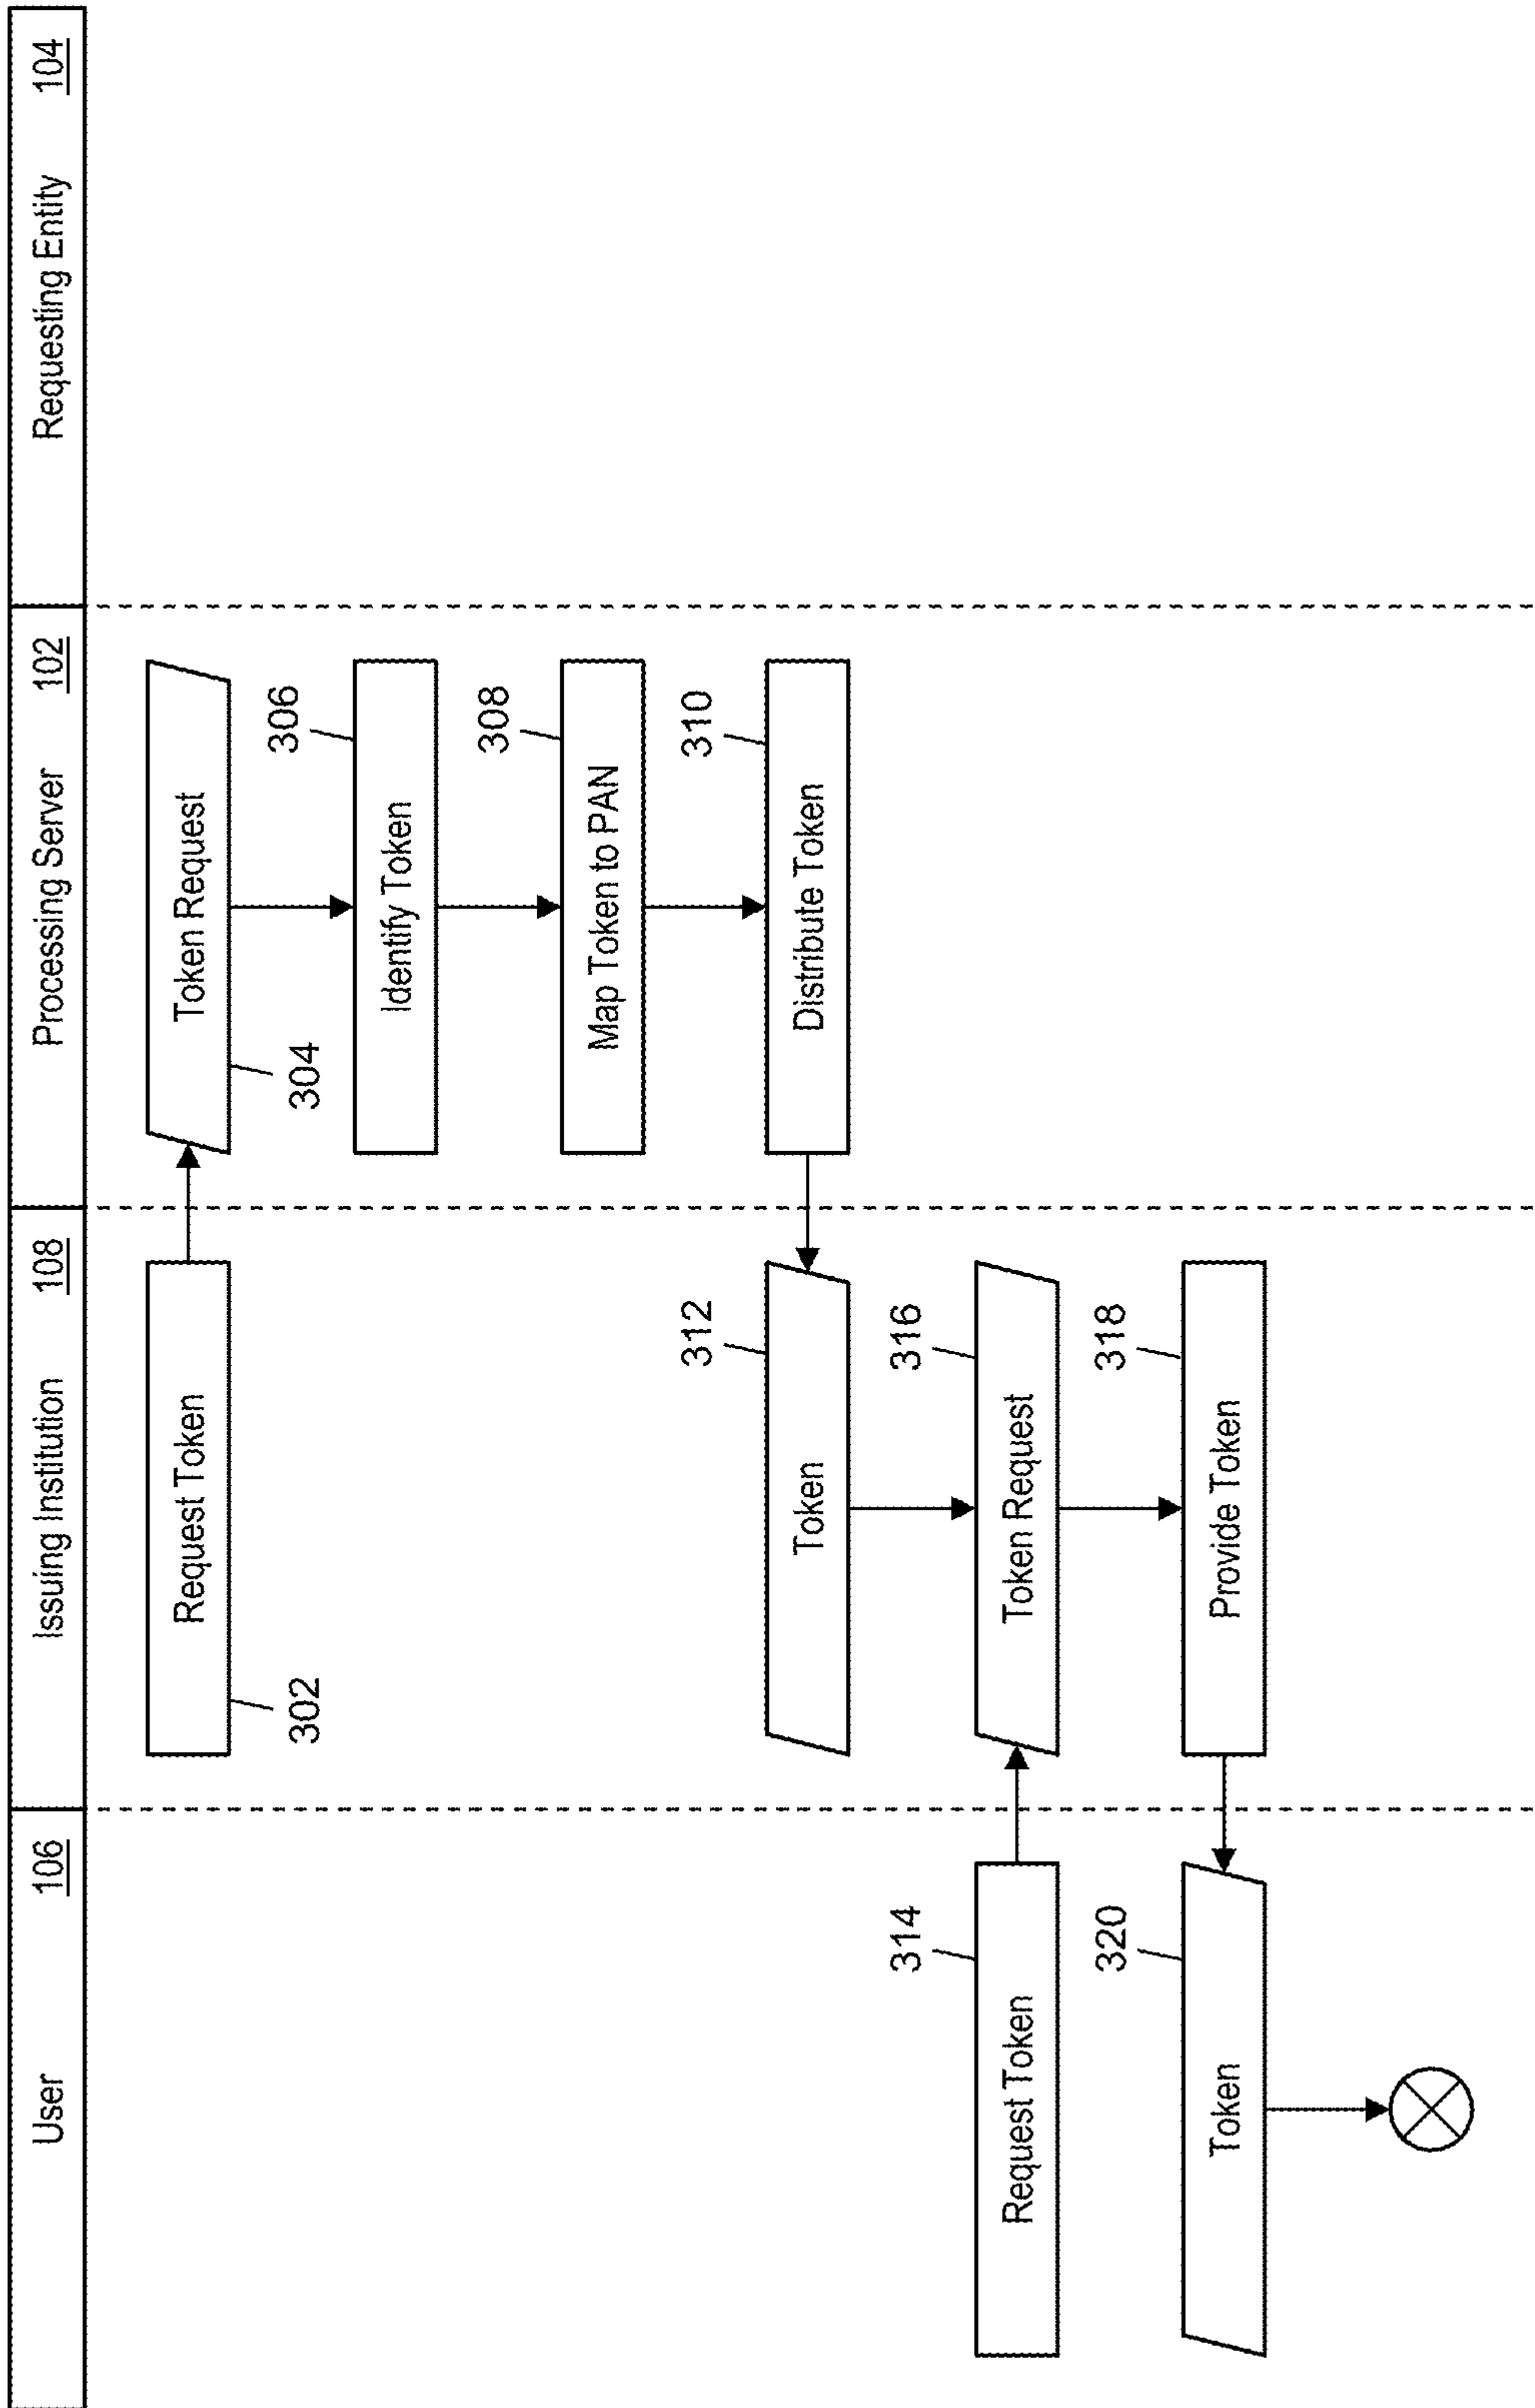 User 106
Issuing Institution 108
Processing Server 102
Requesting Entity 104
Request Token
302
Token Request
304
306
Identify Token
308
Map Token to PAN
310
Distribute Token
312
Token
314
Request Token
316
Token Request
318
Provide Token
320
Token